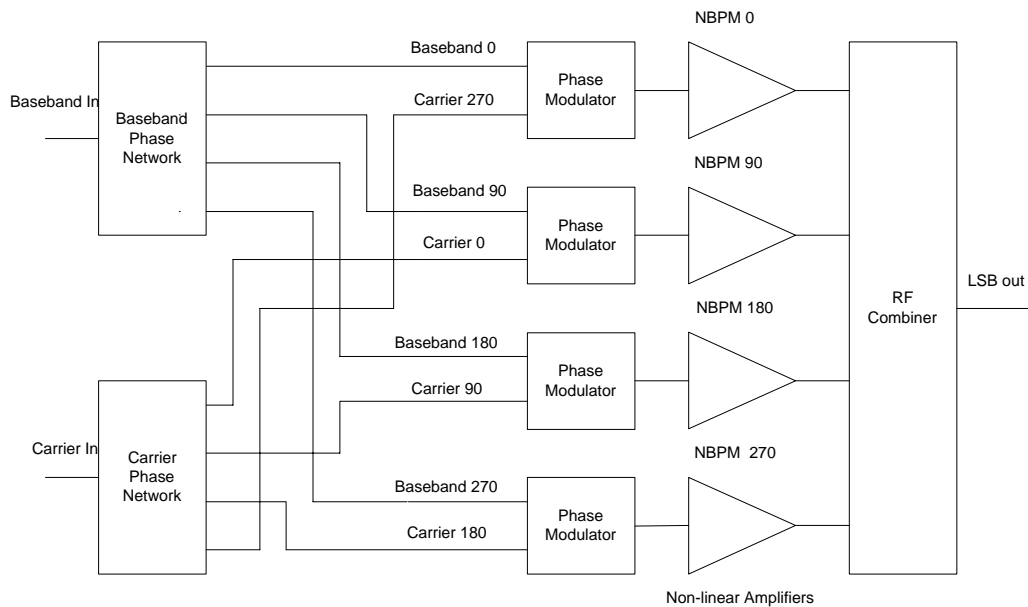 NBPM 0
Baseband 0
Phase
Modulator
Baseband In
Carrier 270
Baseband
Phase
Network
NBPM 90
Baseband 90
Phase
Modulator
Carrier 0
LSB out
RF
Combiner
NBPM 180
Baseband 180
Phase
Modulator
Carrier 90
Carrier In
Carrier
Phase
Network
NBPM 270
Baseband 270
Phase
Modulator
Carrier 180
Non-linear Amplifiers